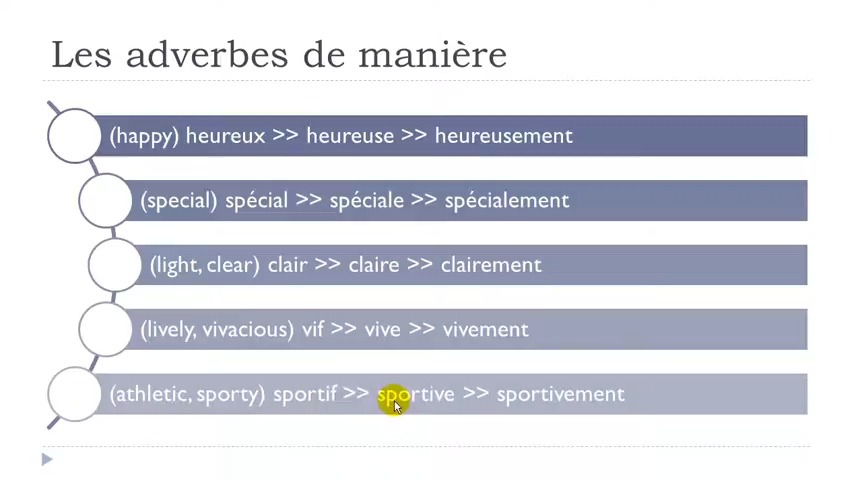 Les adverbes de manière
(happy) heureux >> heureuse >> heureusement
(special) spécial >> spéciale >> spécialement
(light, clear) clair >> claire >> clairement
(lively, vivacious) vif >> vive >> vivement
(athletic, sporty) sportif >> sportive >> sportivement